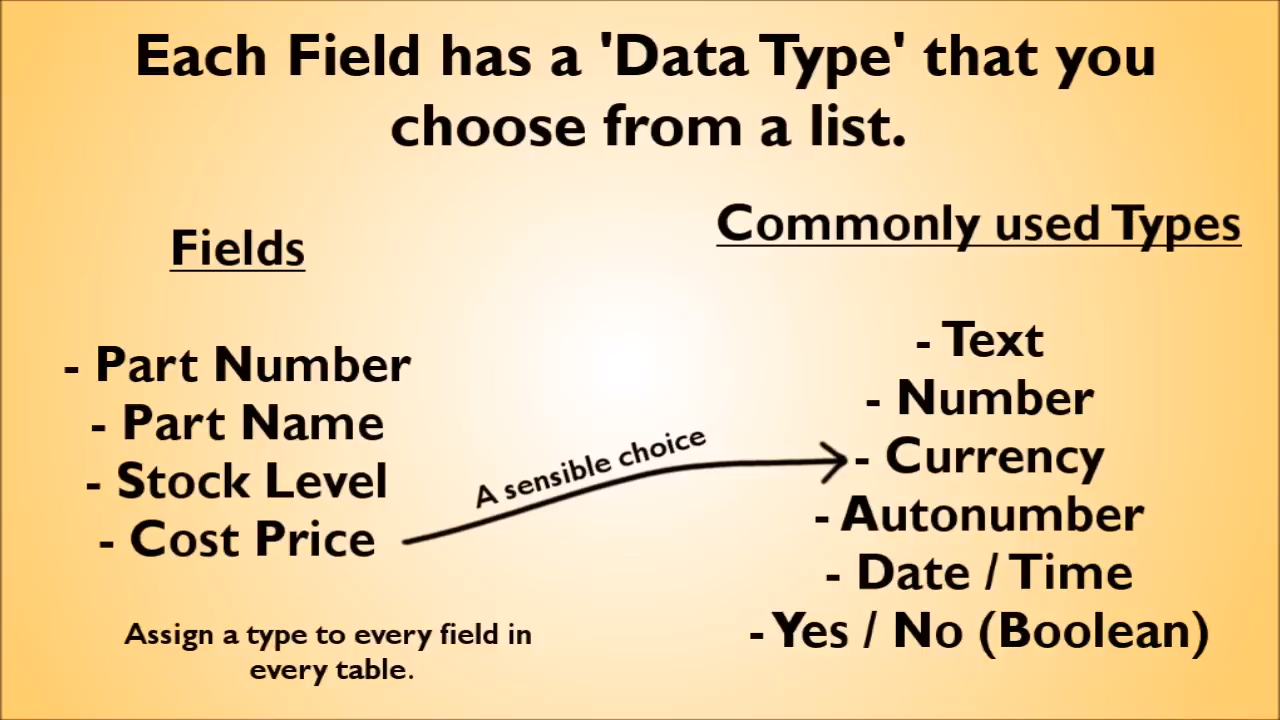 Each Field has a 'Data Type' that you
choose from a list.
Fields
- Part Number
- Part Name
- Stock Level
- Cost Price
A sensible choice
Commonly used Types
- Text
- Number
- Currency
- Autonumber
- Date / Time
- Yes / No (Boolean)
Assign a type to every field in
every table.